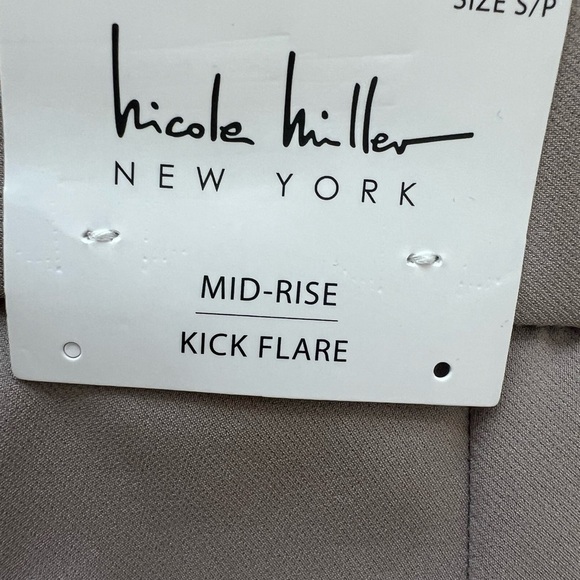 SIZE S/P
nicole miller
NEW YORK
MID-RISE
KICK FLARE